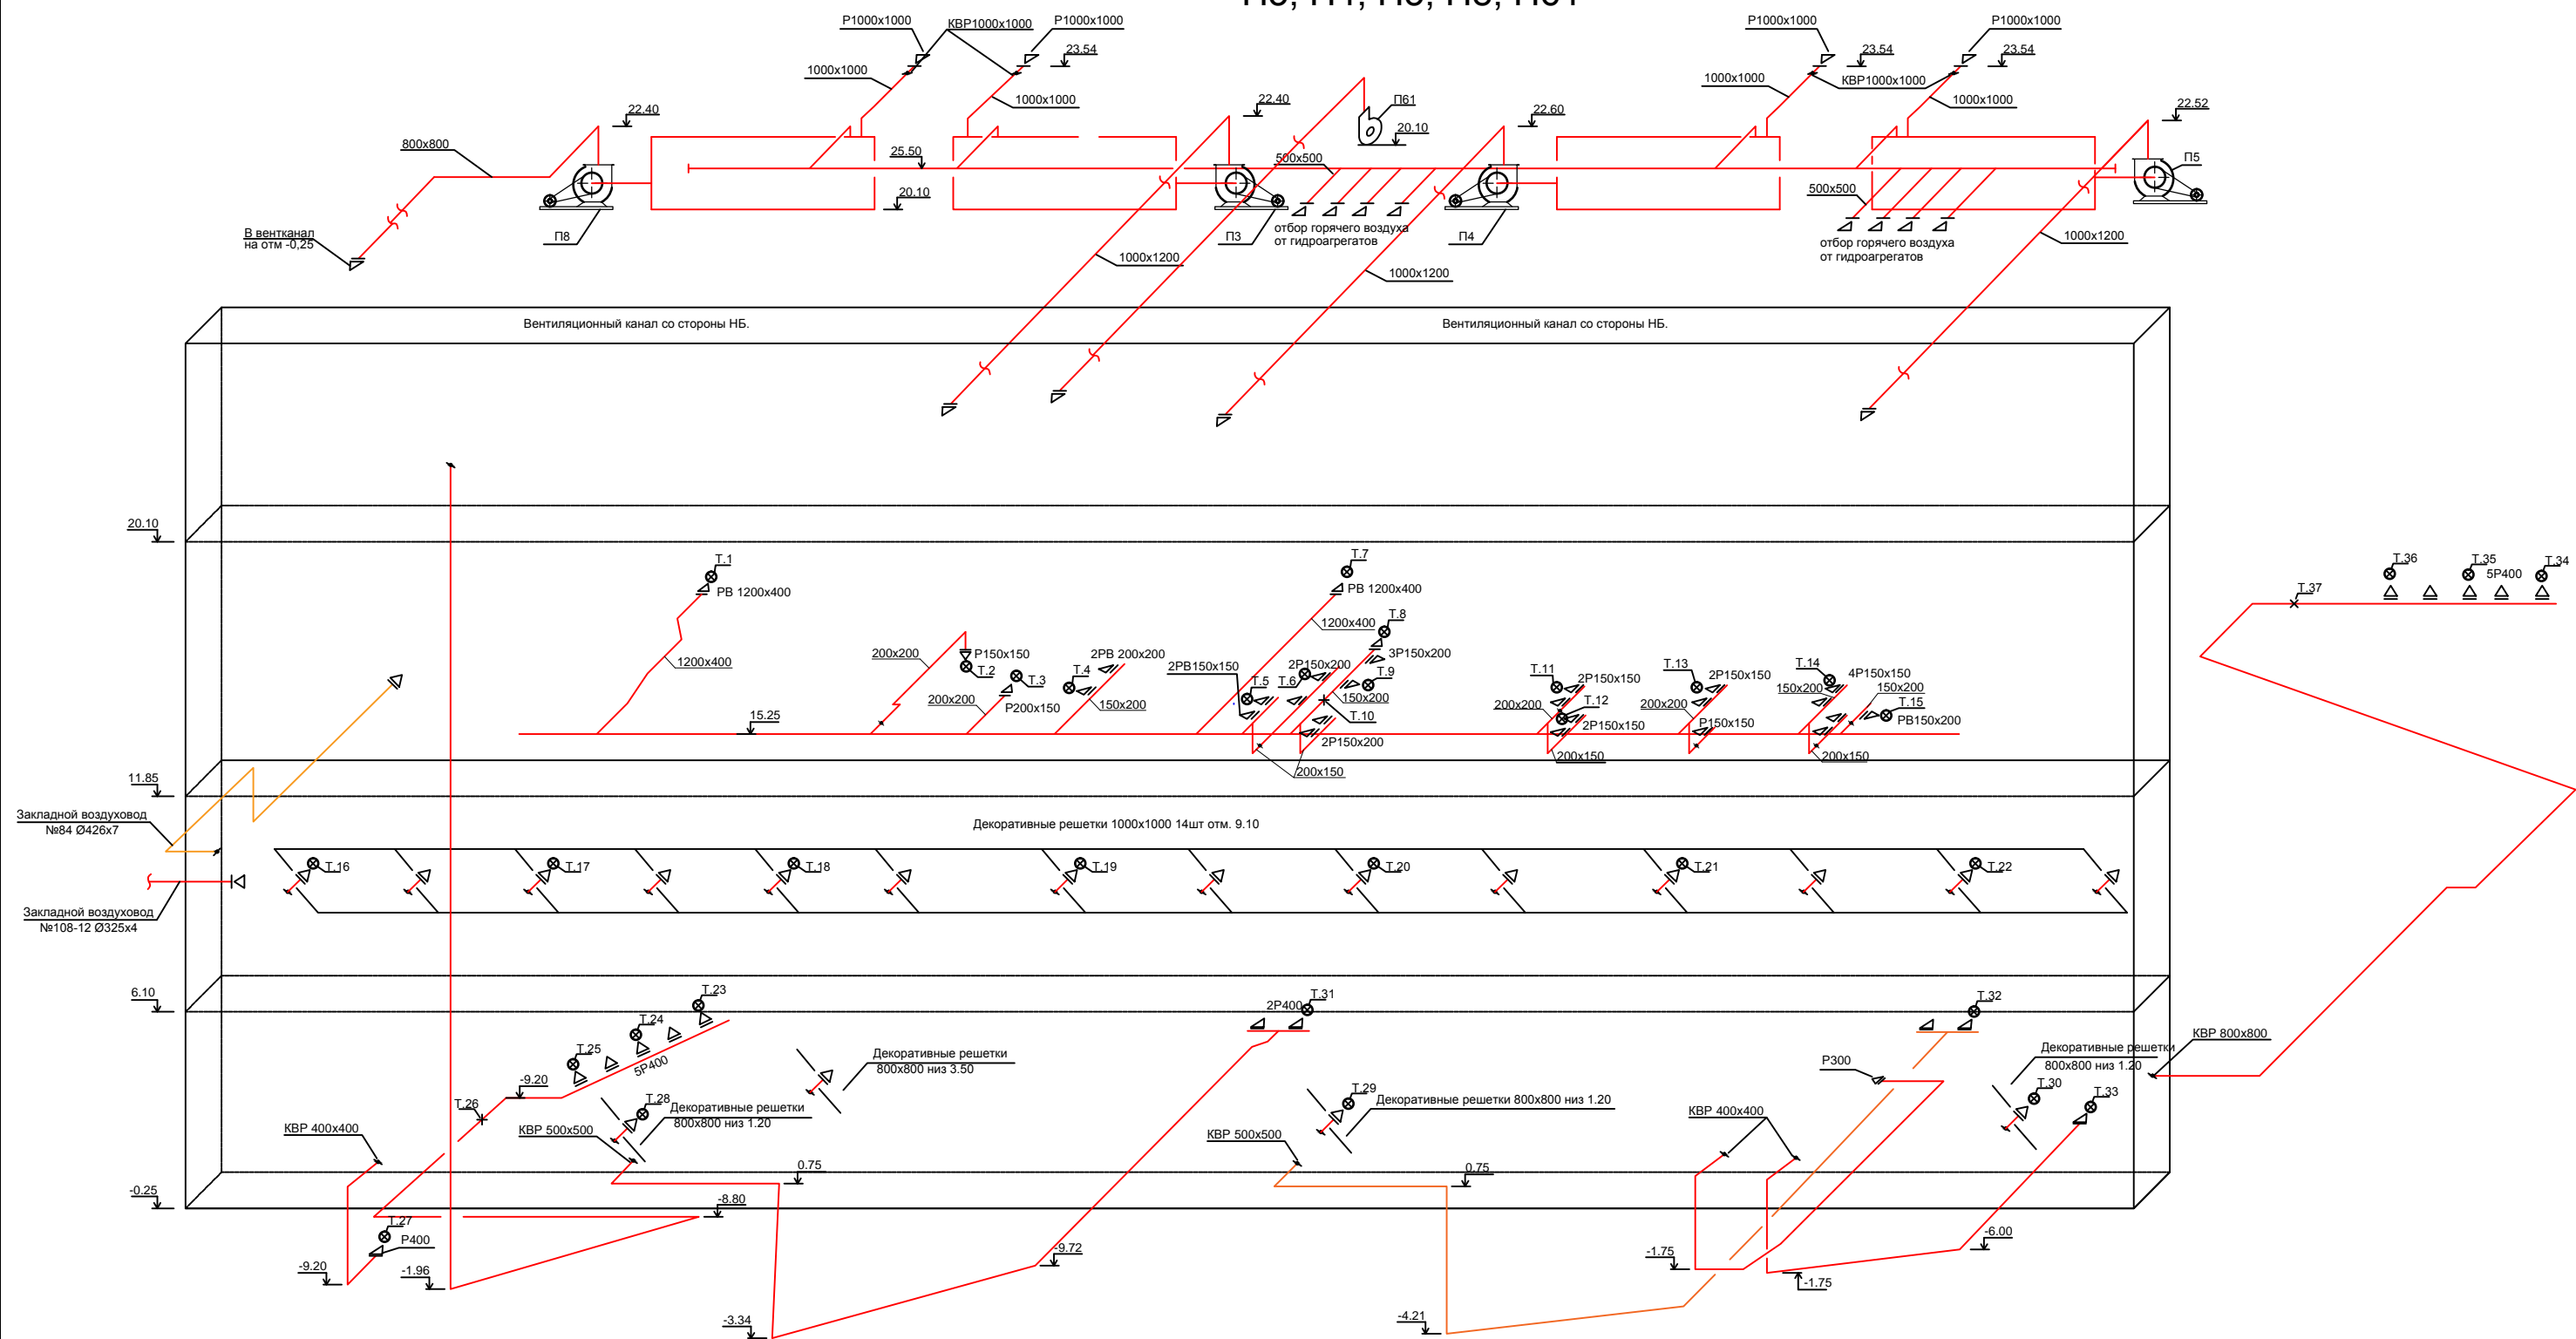 Р1000х1000
КВР1000х1000
Р1000х1000
23.54
1000х1000
1000х1000
Р1000х1000
Р1000х1000
23.54
23.54
КВР1000х1000
1000х1000
1000х1000
22.40
22.40
П61
20.10
22.60
22.52
800х800
25.50
20.10
500х500
П5
500х500
В вентканал
на отм -0,25
П8
П3
отбор горячего воздуха
от гидроагрегатов
П4
отбор горячего воздуха
от гидроагрегатов
1000х1200
1000х1200
1000х1200
Вентиляционный канал со стороны НБ.
Вентиляционный канал со стороны НБ.
20.10
Т.1
РВ 1200х400
1200х400
200х200
Р150х150
Т.2
Т.3
200х200
Р200х150
Т.4
2РВ 200х200
150х200
15.25
Т.7
РВ 1200х400
1200х400
Т.8
3Р150х200
2РВ150х150
Т.5
Т.6
2Р150х200
Т.9
150х200
Т.10
2Р150х200
200х150
Т.11
2Р150х150
200х200
Т.12
2Р150х150
200х150
Т.13
2Р150х150
200х200
Р150х150
Т.14
4Р150х150
150х200
150х200
Т.15
РВ150х200
200х150
Т.36
Т.35
5Р400
Т.34
Т.37
11.85
Закладной воздуховод
№84 Ø426х7
Декоративные решетки 1000х1000 14шт отм. 9.10
Т.16
Т.17
Т.18
Т.19
Т.20
Т.21
Т.22
Закладной воздуховод
№108-12 Ø325х4
6.10
Т.23
Т.24
Т.25
5Р400
-9.20
Т.26
Т.31
2Р400
Т.32
Декоративные решетки
800х800 низ 3.50
Р300
Декоративные решетки
800х800 низ 1.20
КВР 800х800
Т.28
Декоративные решетки
800х800 низ 1.20
Т.29
Декоративные решетки 800х800 низ 1.20
Т.30
Т.33
КВР 400х400
КВР 500х500
КВР 500х500
КВР 400х400
0.75
0.75
-0.25
-8.80
Т.27
Р400
-9.20
-1.96
-9.72
-1.75
-6.00
-1.75
-3.34
-4.21